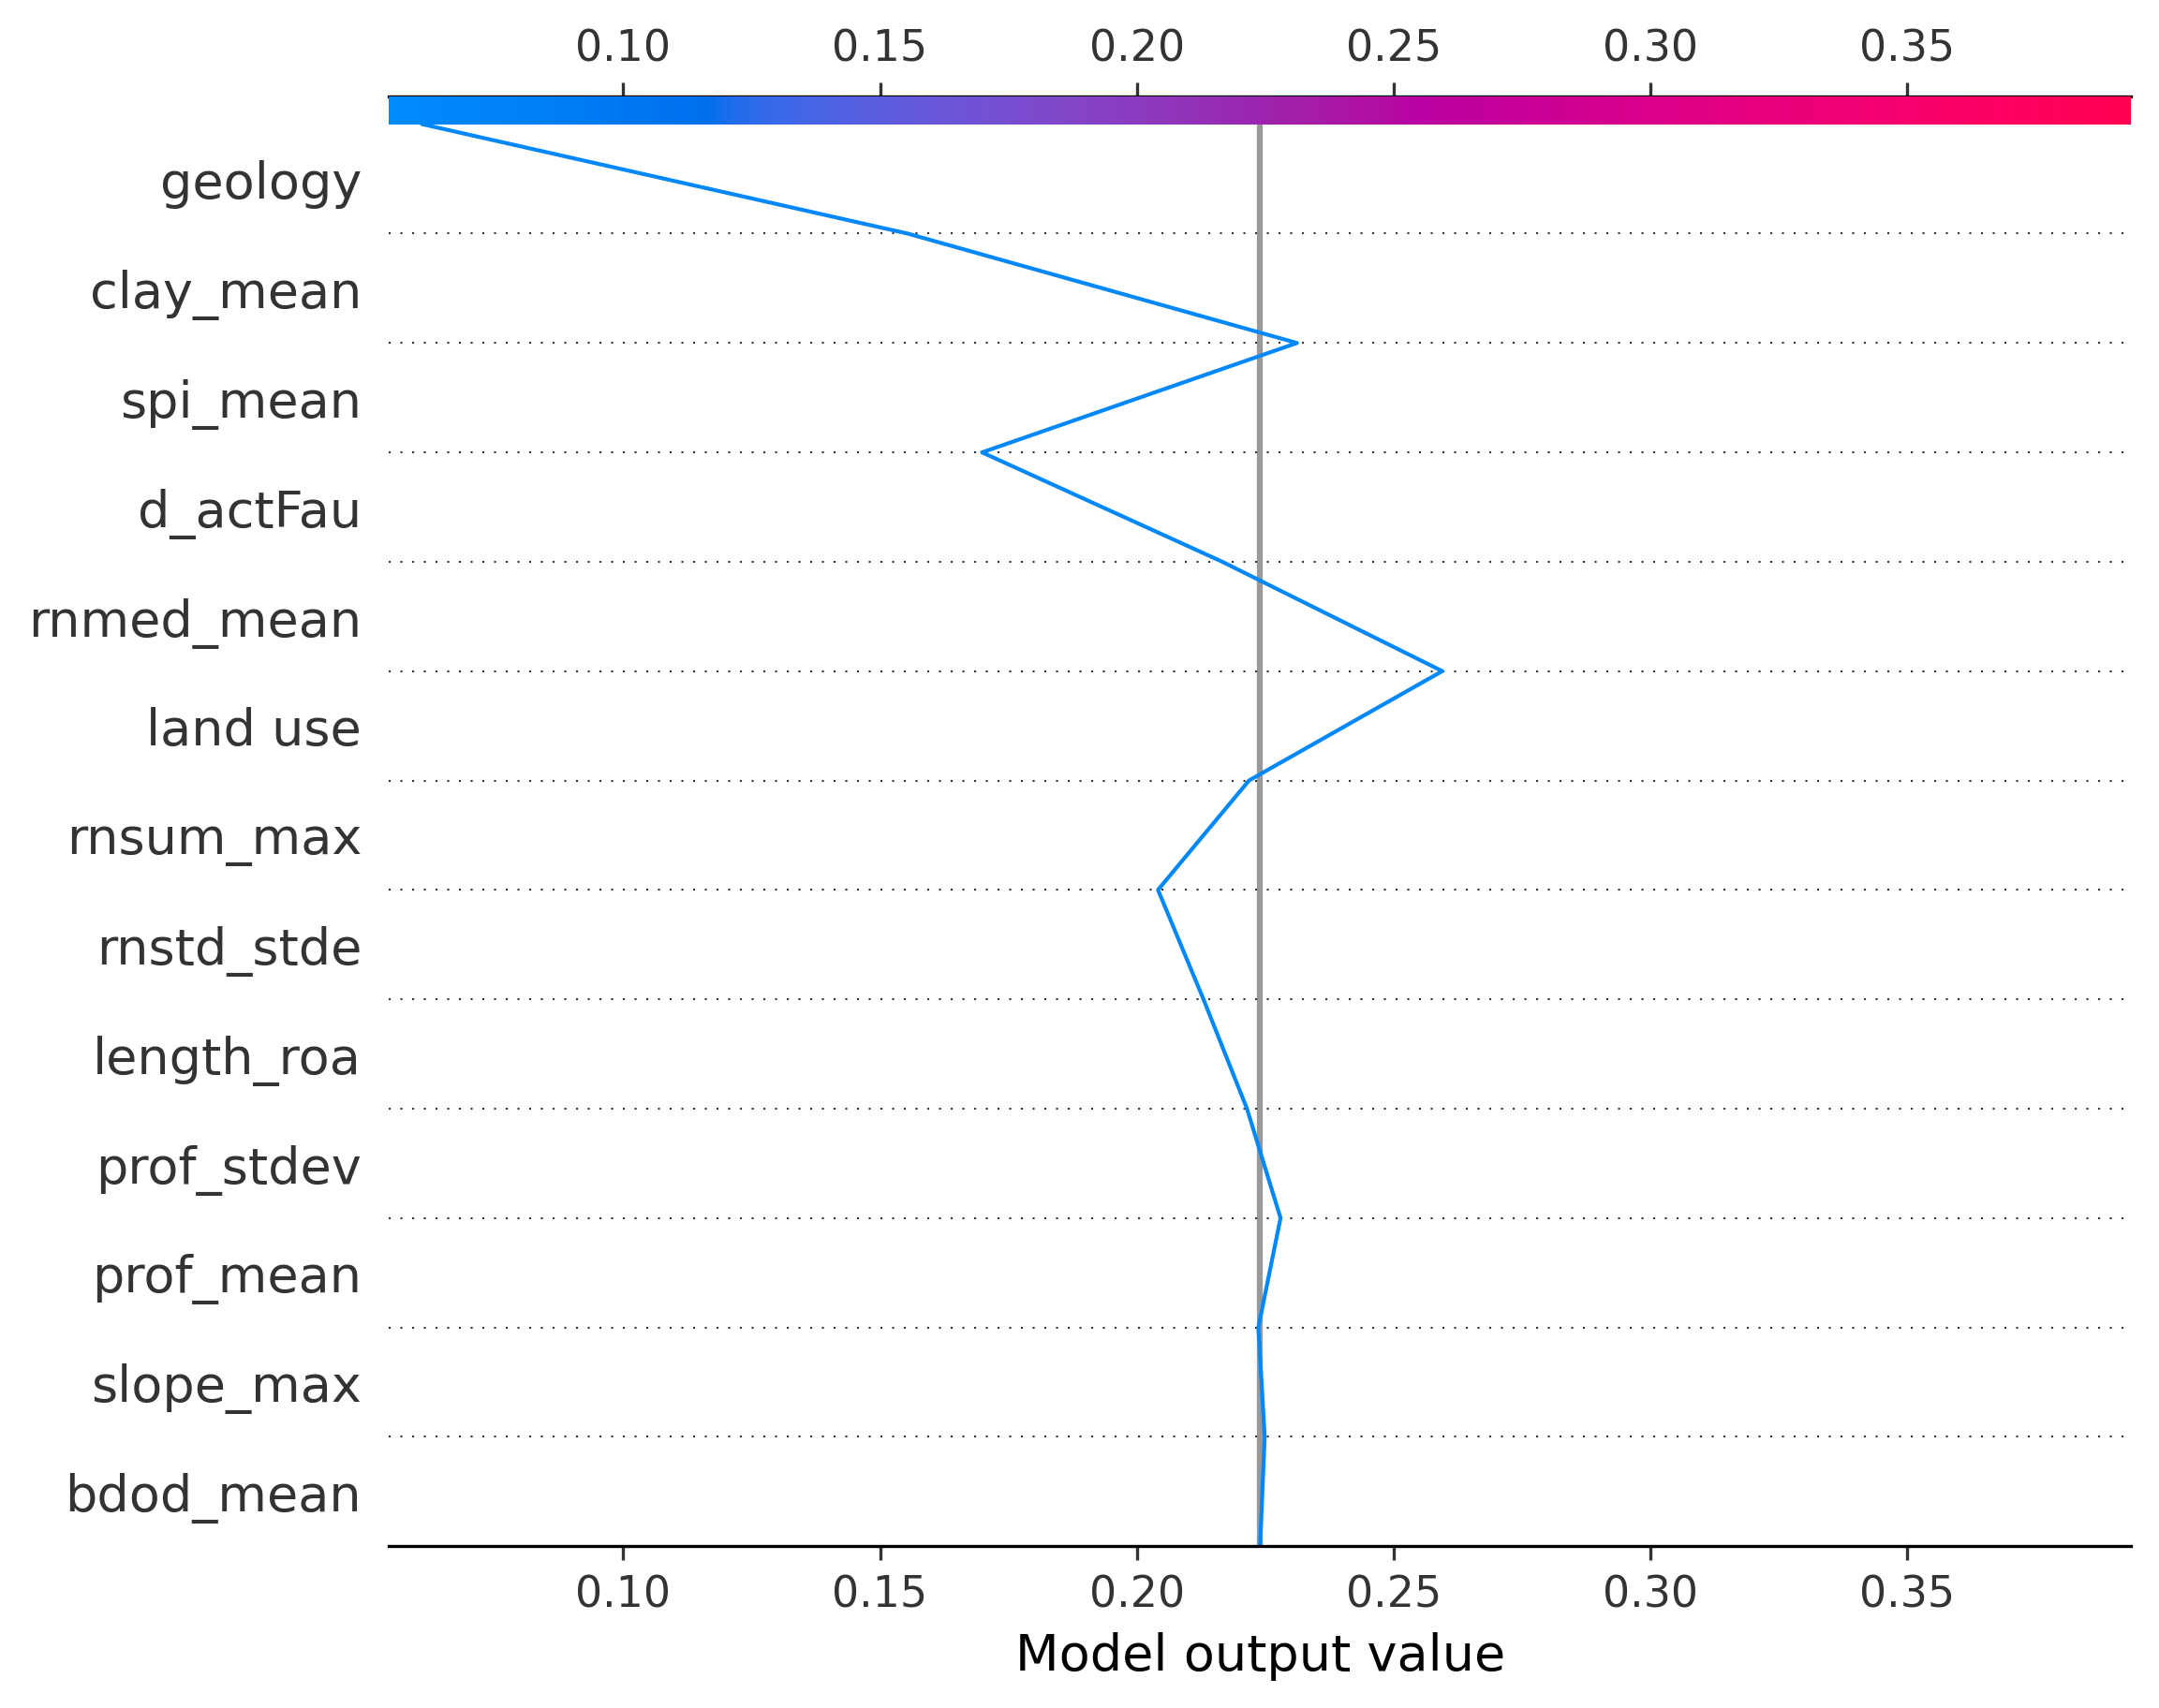 0.10 0.15 0.20 0.25 0.30 0.35
geology
clay_mean
spi_mean
d_actFau
rnmed_mean
land use
rnsum_max
rnstd_stde
length_roa
prof_stdev
prof_mean
slope_max
bdod_mean
0.10 0.15 0.20 0.25 0.30 0.35
Model output value